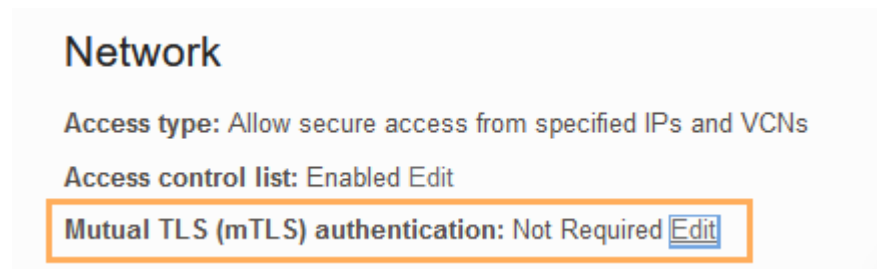 Network
Access type: Allow secure access from specified IPs and VCNs
Access control list: Enabled Edit
Mutual TLS (mTLS) authentication: Not Required Edit